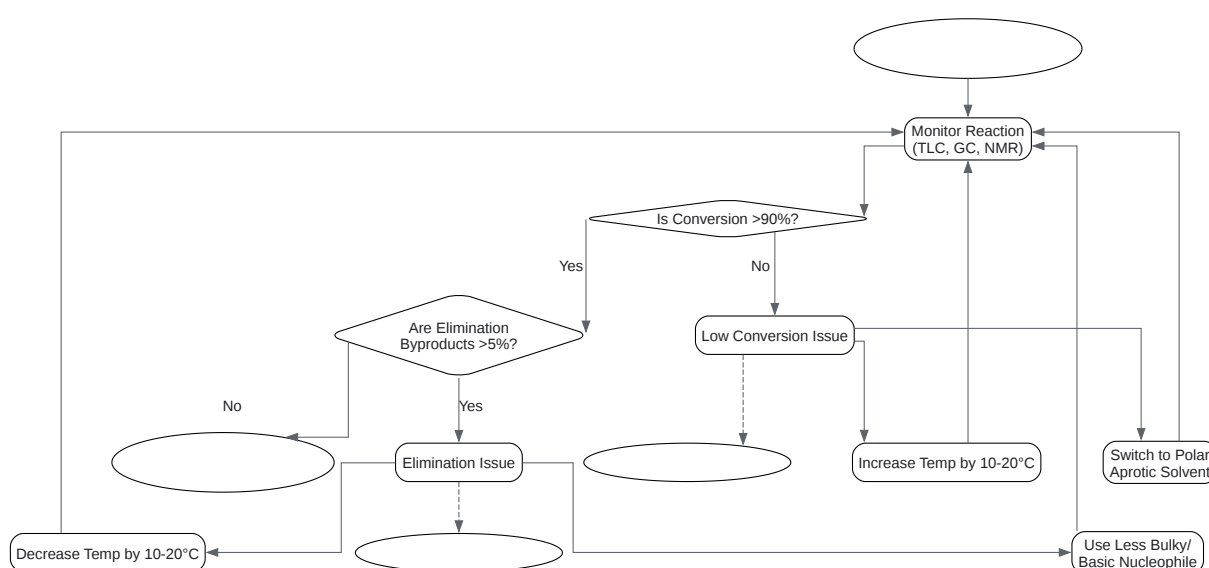 Monitor Reaction
(TLC, GC, NMR)
Is Conversion >90%?
Yes
No
Are Elimination
Byproducts >5%?
Low Conversion Issue
No
Yes
Elimination Issue
Increase Temp by 10-20°C
Switch to Polar
Aprotic Solvent
Decrease Temp by 10-20°C
Use Less Bulky/
Basic Nucleophile